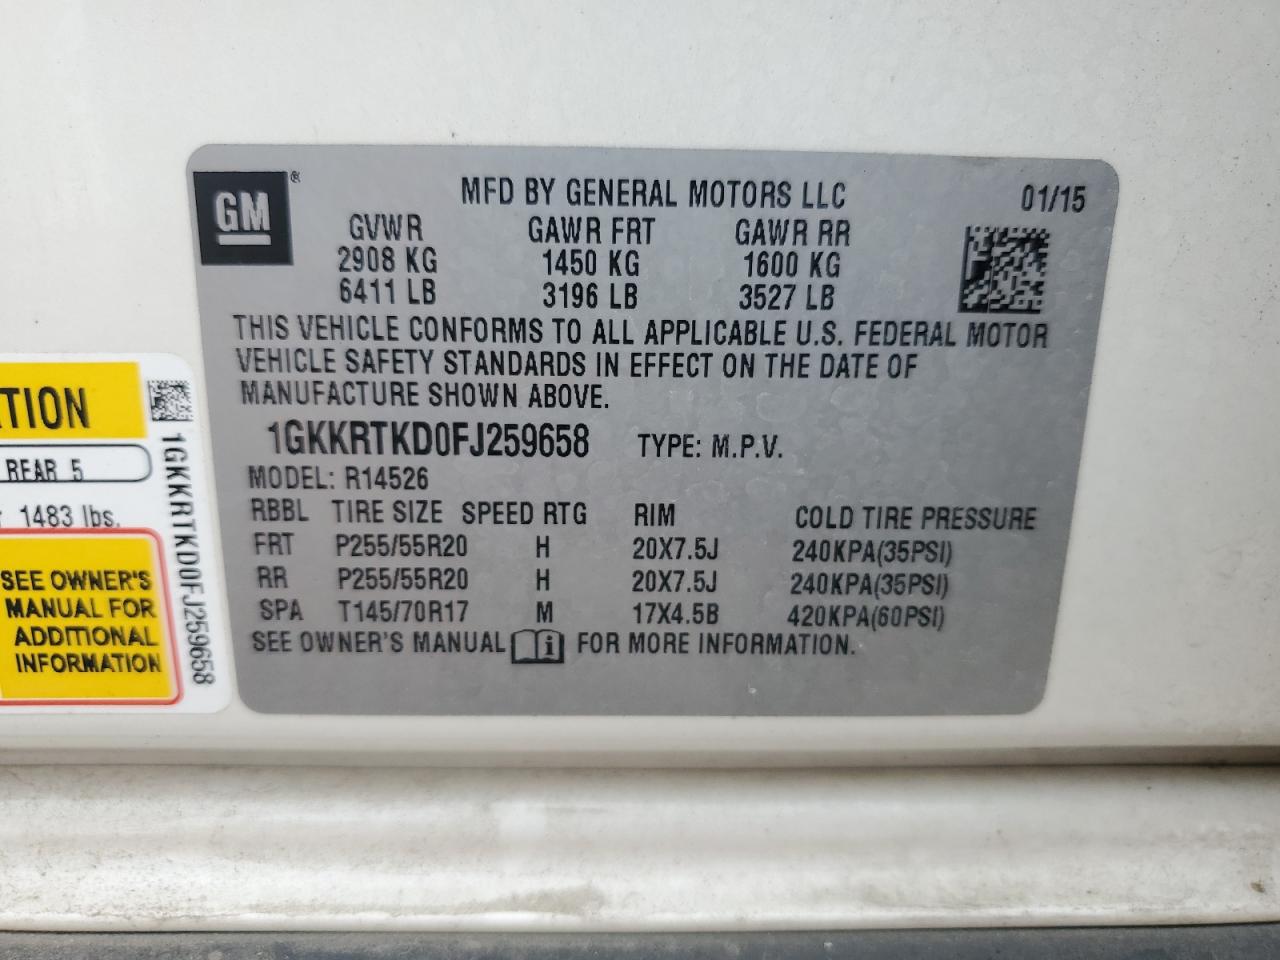 GM ®
MFD BY GENERAL MOTORS LLC 01/15
GVWR GAWR FRT GAWR RR
2908 KG 1450 KG 1600 KG
6411 LB 3196 LB 3527 LB
THIS VEHICLE CONFORMS TO ALL APPLICABLE U.S. FEDERAL MOTOR
VEHICLE SAFETY STANDARDS IN EFFECT ON THE DATE OF
MANUFACTURE SHOWN ABOVE.
1GKKRTKD0FJ259658 TYPE: M.P.V.
MODEL: R14526
RBBL TIRE SIZE SPEED RTG RIM COLD TIRE PRESSURE
FRT P255/55R20 H 20X7.5J 240KPA(35PSI)
RR P255/55R20 H 20X7.5J 240KPA(35PSI)
SPA T145/70R17 M 17X4.5B 420KPA(60PSI)
SEE OWNER'S MANUAL i FOR MORE INFORMATION.
TION
REAR 5
1483 lbs.
SEE OWNER'S
MANUAL FOR
ADDITIONAL
INFORMATION
1GKKRTKD0FJ259658